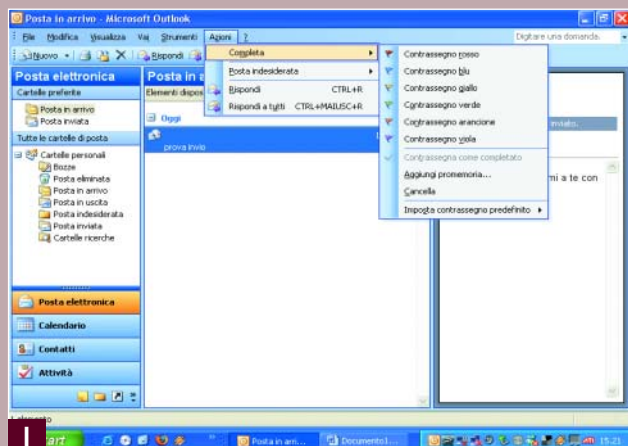 Posta in arrivo - Microsoft Outlook
File Modifica Visualizza Vai Strumenti Azioni ?
Digitare una domanda.
Nuovo
Rispondi
Posta elettronica
Cartelle preferite
Posta in arrivo
Posta inviata
Tutte le cartelle di posta
Cartelle personali
Bozze
Posta eliminata
Posta in arrivo
Posta in uscita
Posta indesiderata
Posta inviata
Cartelle ricerche
Posta elettronica
Calendario
Contatti
Attività
Posta in a
Elementi dispos
Oggi
prova invio
Completa
Posta indesiderata
Rispondi CTRL+R
Rispondi a tutti CTRL+MAIUSC+R
Contrassegno rosso
Contrassegno blu
Contrassegno giallo
Contrassegno verde
Contrassegno arancione
Contrassegno viola
Contrassegna come completato
Aggiungi promemoria...
Cancella
Imposta contrassegno predefinito
inviato.
mi a te con
1 elemento
start
Posta in arri...
Documento1...
15.21